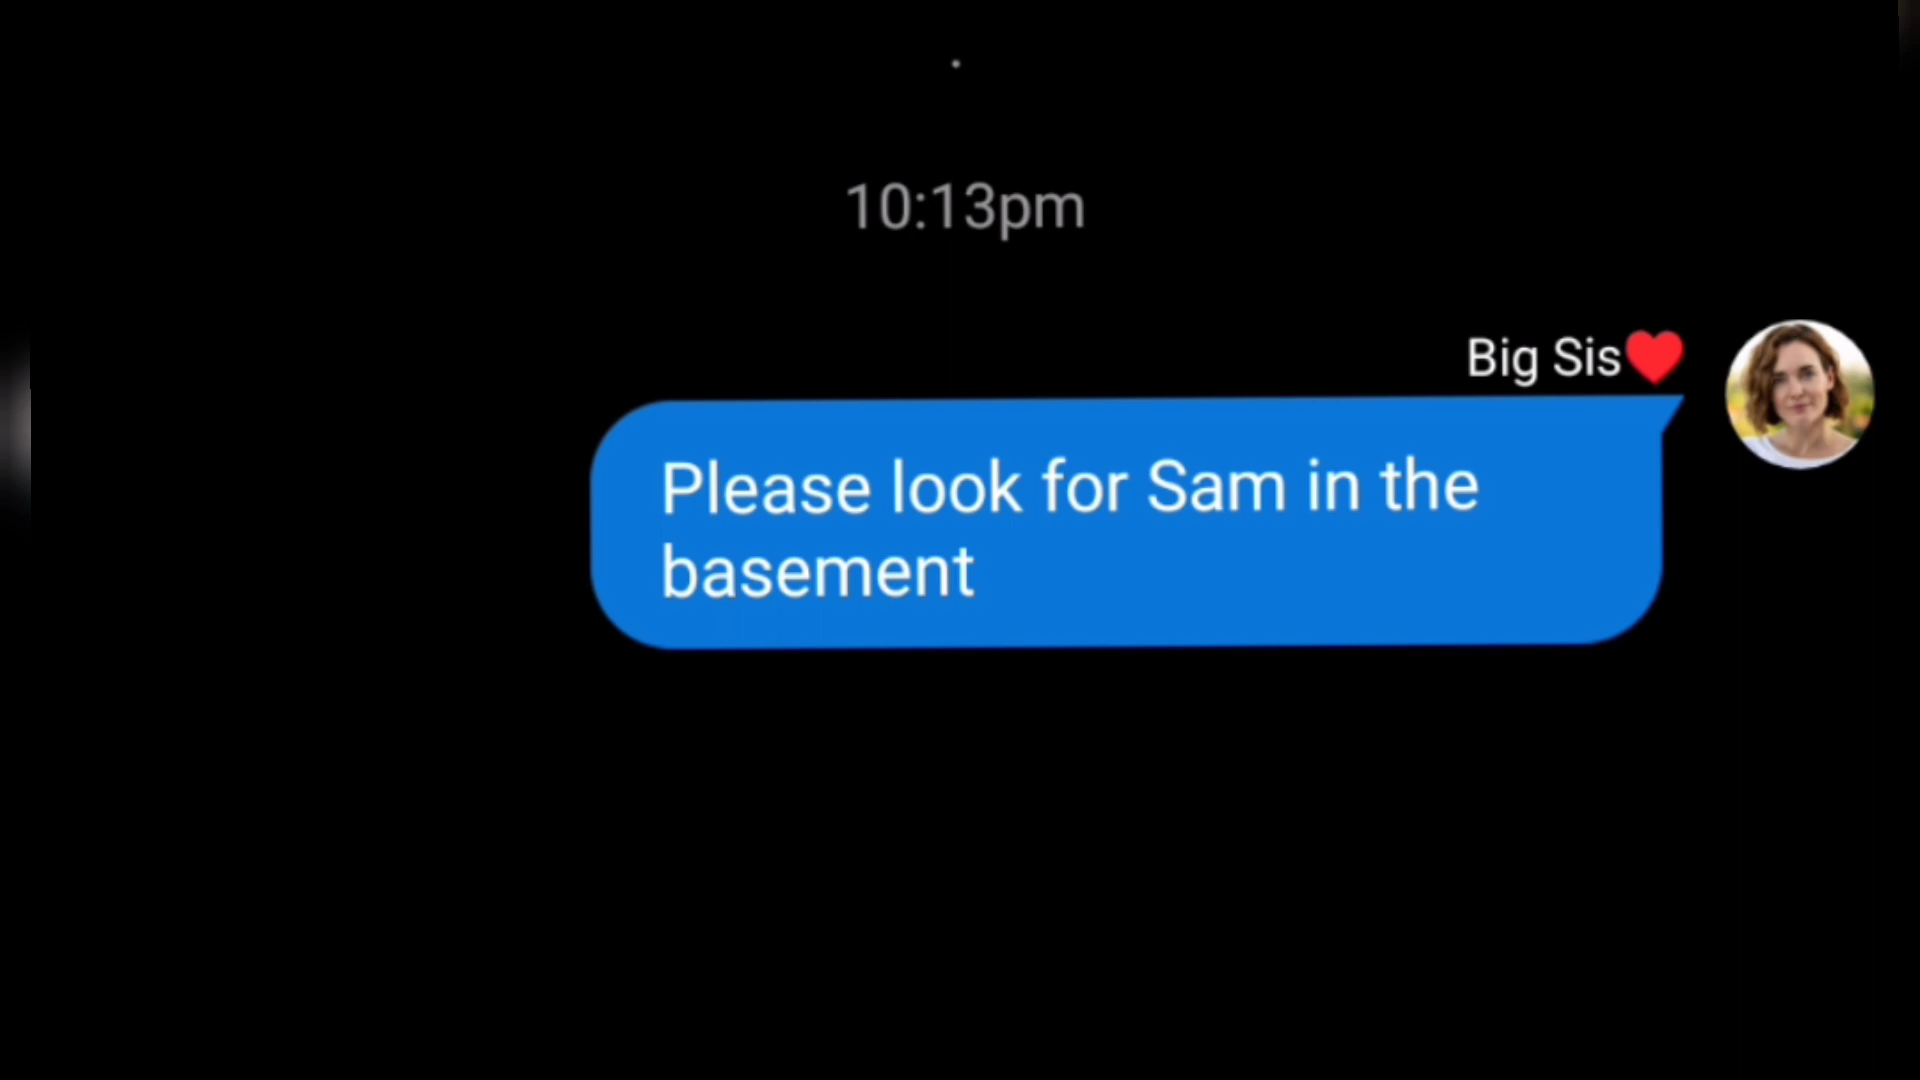 10:13pm
Big Sis❤️
Please look for Sam in the
basement